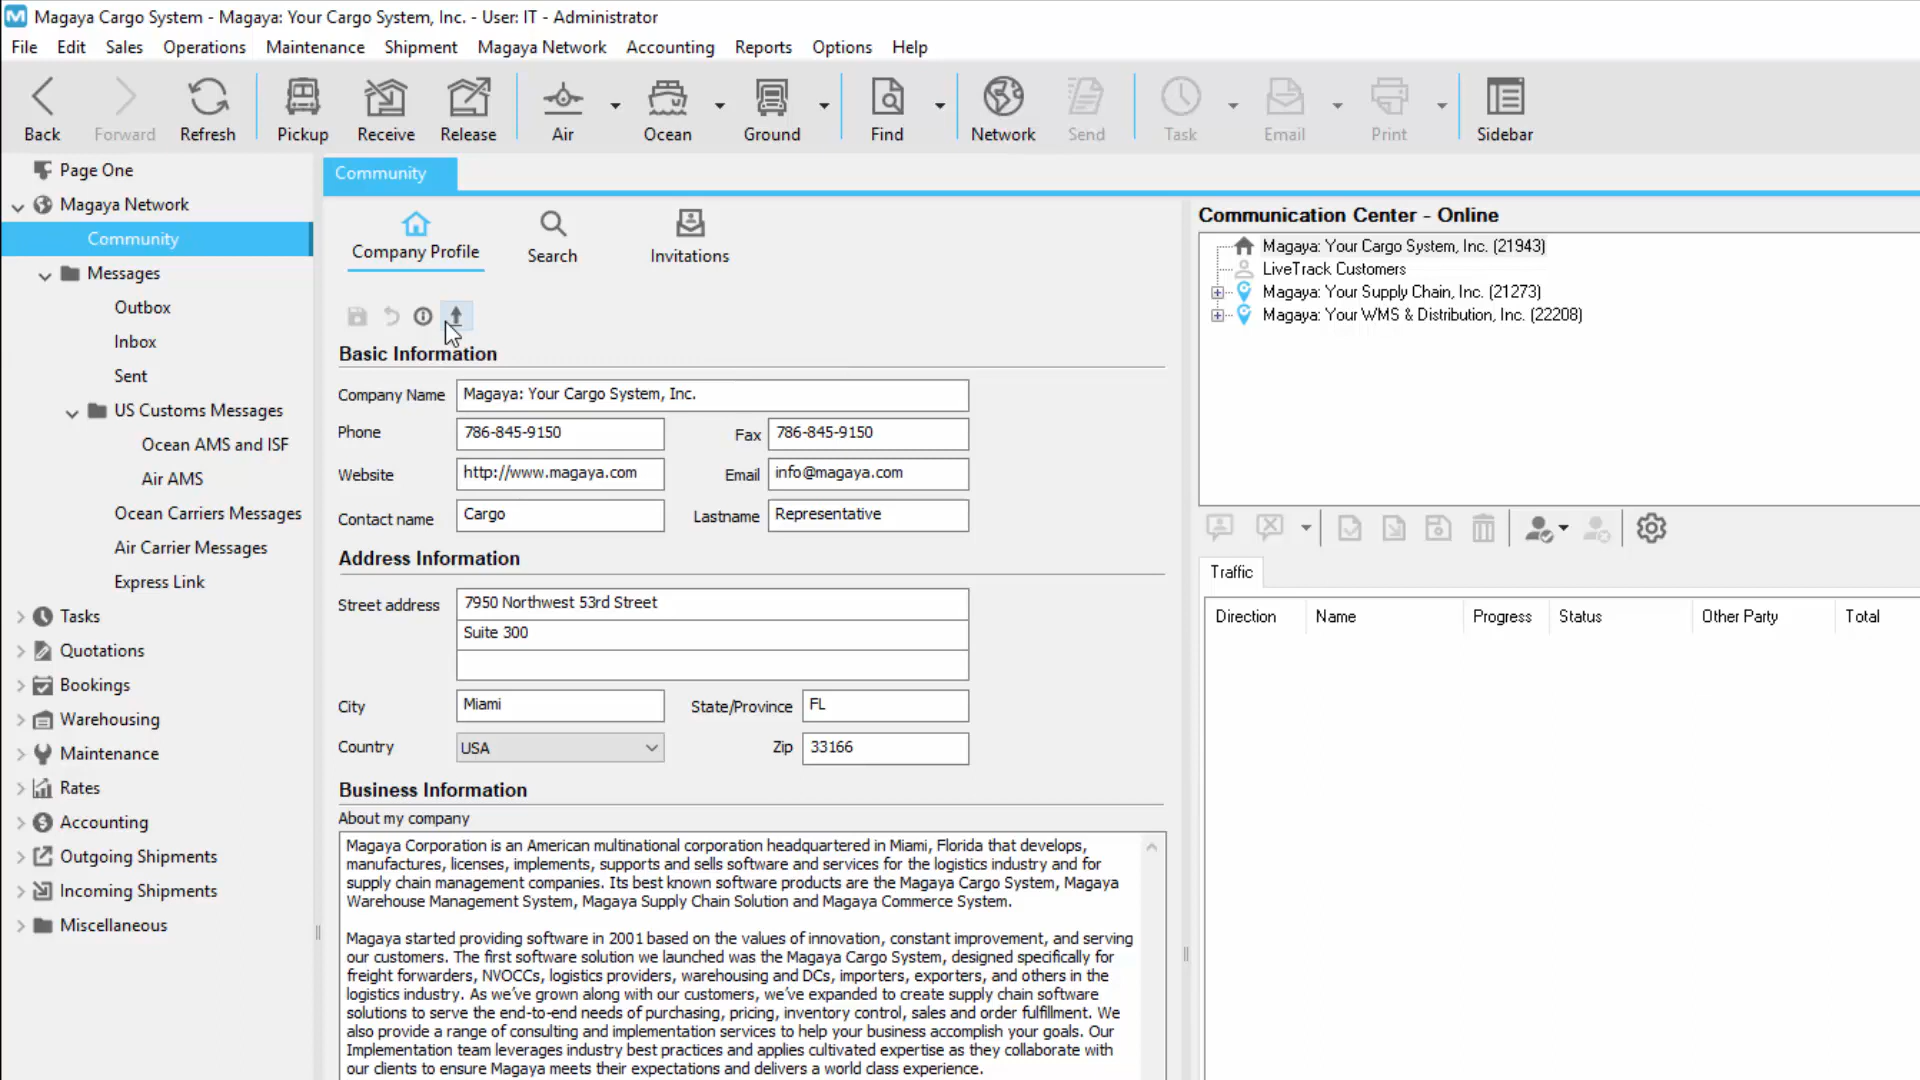 Magaya Cargo System - Magaya: Your Cargo System, Inc. - User: IT - Administrator
File Edit Sales Operations Maintenance Shipment Magaya Network Accounting Reports Options Help
Back Forward Refresh Pickup Receive Release Air Ocean Ground Find Network Send Task Email Print Sidebar
Page One
Magaya Network
Community
Messages
Outbox
Inbox
Sent
US Customs Messages
Ocean AMS and ISF
Air AMS
Ocean Carriers Messages
Air Carrier Messages
Express Link
Tasks
Quotations
Bookings
Warehousing
Maintenance
Rates
Accounting
Outgoing Shipments
Incoming Shipments
Miscellaneous
Community
Company Profile Search Invitations
Basic Information
Company Name Magaya: Your Cargo System, Inc.
Phone 786-845-9150 Fax 786-845-9150
Website http://www.magaya.com Email info@magaya.com
Contact name Cargo Lastname Representative
Address Information
Street address 7950 Northwest 53rd Street
Suite 300
City Miami State/Province FL
Country USA Zip 33166
Business Information
About my company
Magaya Corporation is an American multinational corporation headquartered in Miami, Florida that develops,
manufactures, licenses, implements, supports and sells software and services for the logistics industry and for
supply chain management companies. Its best known software products are the Magaya Cargo System, Magaya
Warehouse Management System, Magaya Supply Chain Solution and Magaya Commerce System.
Magaya started providing software in 2001 based on the values of innovation, constant improvement, and serving
our customers. The first software solution we launched was the Magaya Cargo System, designed specifically for
freight forwarders, NVOCCs, logistics providers, warehousing and DCs, importers, exporters, and others in the
logistics industry. As we've grown along with our customers, we've expanded to create supply chain software
solutions to serve the end-to-end needs of purchasing, pricing, inventory control, sales and order fulfillment. We
also provide a range of consulting and implementation services to help your business accomplish your goals. Our
Implementation team leverages industry best practices and applies cultivated expertise as they collaborate with
our clients to ensure Magaya meets their expectations and delivers a world class experience.
Communication Center - Online
Magaya: Your Cargo System, Inc. (21943)
LiveTrack Customers
Magaya: Your Supply Chain, Inc. (21273)
Magaya: Your WMS & Distribution, Inc. (22208)
Traffic
Direction Name Progress Status Other Party Total